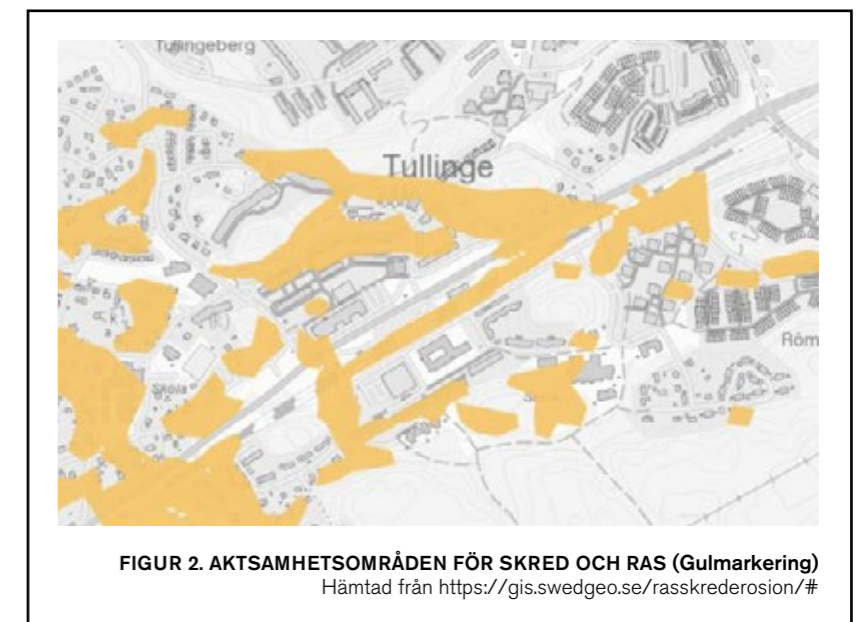 Tullingeberg
Tullinge
Skola
Röm
FIGUR 2. AKTSAMHETSOMRÅDEN FÖR SKRED OCH RAS (Gulmarkering)
Hämtad från https://gis.swedgeo.se/rasskrederosion/#